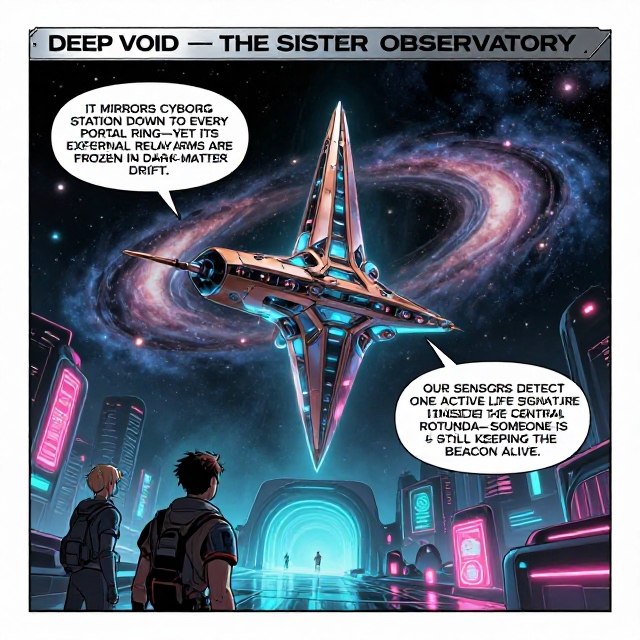 DEEP VOID — THE SISTER OBSERVATORY
IT MIRRORS CYBORG
STATION DOWN TO EVERY
PORTAL RING—YET ITS
EXFERNAL RELAY ARMS ARE
FROZEN IN DARK-MATTER
DRIFT.
OUR SENSORS DETECT
ONE ACTIVE LIFE SIGNATURE
THE CENTRAL
ROTUNDA—SOMEONE IS
& STILL KEEPING THE
BEACON ALIVE.